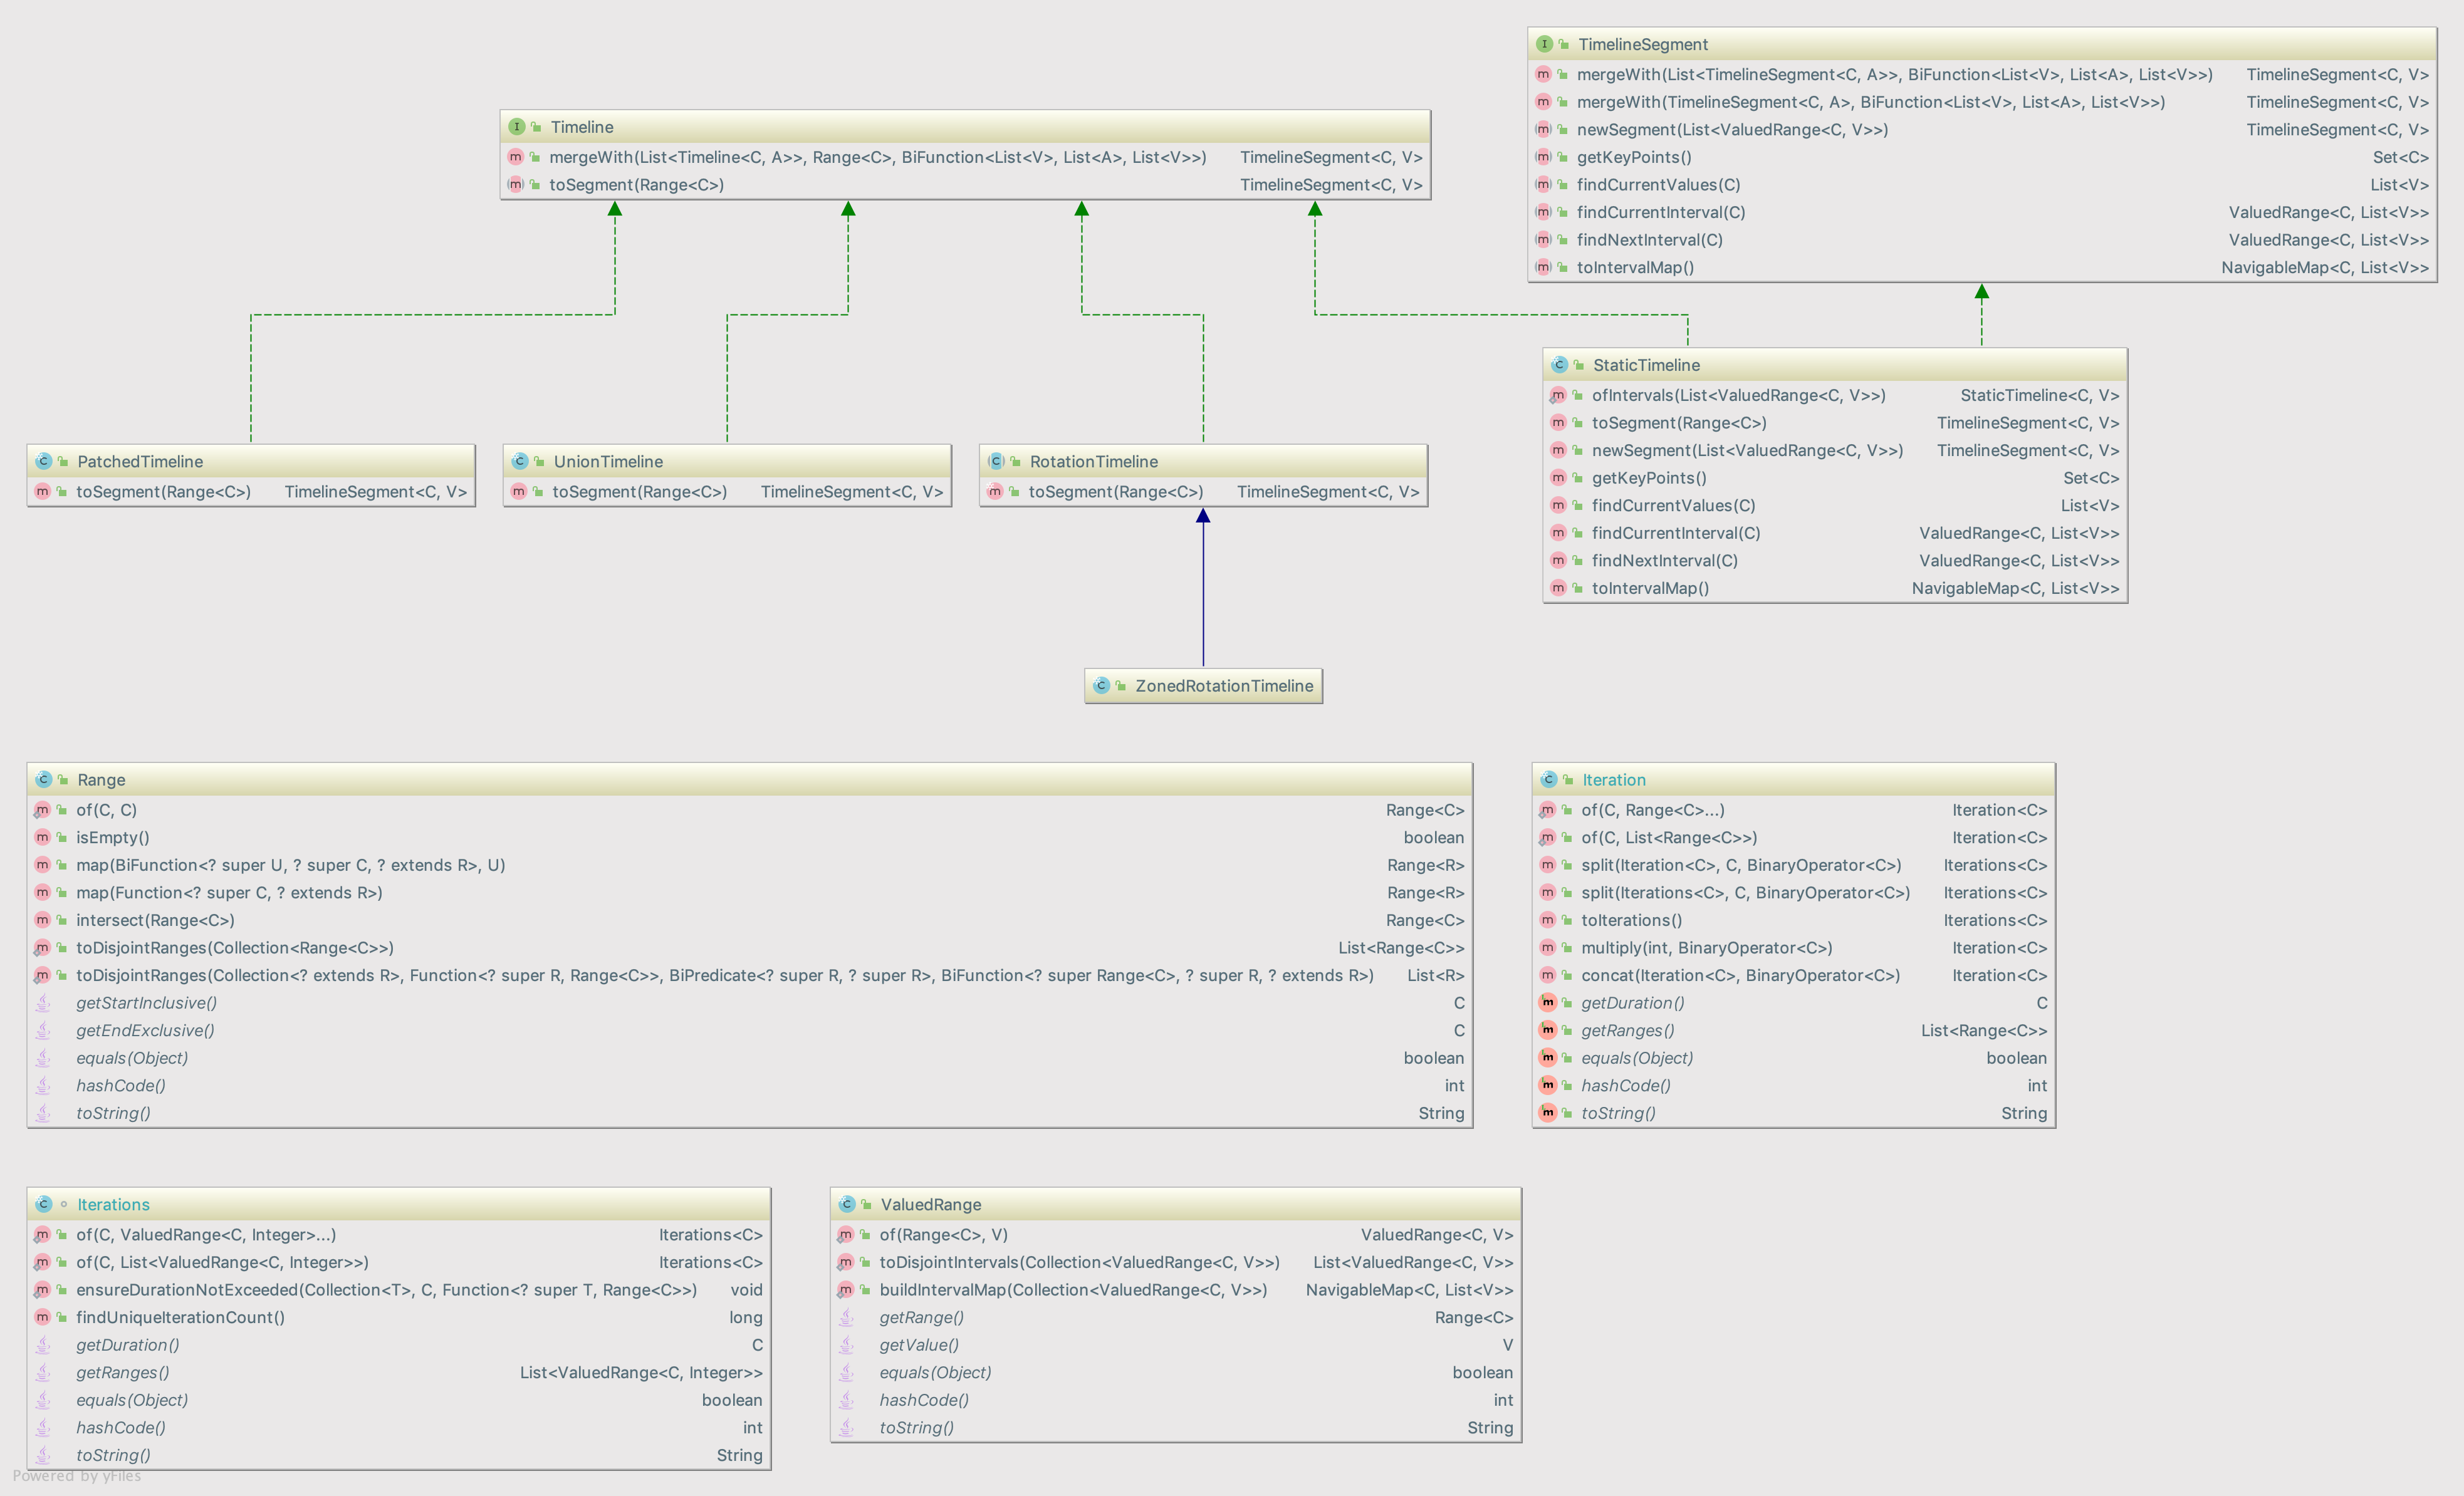 TimelineSegment
mergeWith(List<TimelineSegment<C, A>>, BiFunction<List<V>, List<A>, List<V>>) TimelineSegment<C, V>
mergeWith(TimelineSegment<C, A>, BiFunction<List<V>, List<A>, List<V>>) TimelineSegment<C, V>
newSegment(List<ValuedRange<C, V>>) TimelineSegment<C, V>
getKeyPoints() Set<C>
findCurrentValues(C) List<V>
findCurrentInterval(C) ValuedRange<C, List<V>>
findNextInterval(C) ValuedRange<C, List<V>>
toIntervalMap() NavigableMap<C, List<V>>
Timeline
mergeWith(List<Timeline<C, A>>, Range<C>, BiFunction<List<V>, List<A>, List<V>>) TimelineSegment<C, V>
toSegment(Range<C>) TimelineSegment<C, V>
StaticTimeline
ofIntervals(List<ValuedRange<C, V>>) StaticTimeline<C, V>
toSegment(Range<C>) TimelineSegment<C, V>
newSegment(List<ValuedRange<C, V>>) TimelineSegment<C, V>
getKeyPoints() Set<C>
findCurrentValues(C) List<V>
findCurrentInterval(C) ValuedRange<C, List<V>>
findNextInterval(C) ValuedRange<C, List<V>>
toIntervalMap() NavigableMap<C, List<V>>
PatchedTimeline
toSegment(Range<C>) TimelineSegment<C, V>
UnionTimeline
toSegment(Range<C>) TimelineSegment<C, V>
RotationTimeline
toSegment(Range<C>) TimelineSegment<C, V>
ZonedRotationTimeline
Range
of(C, C) Range<C>
isEmpty() boolean
map(BiFunction<? super U, ? super C, ? extends R>, U) Range<R>
map(Function<? super C, ? extends R>) Range<R>
intersect(Range<C>) Range<C>
toDisjointRanges(Collection<Range<C>>) List<Range<C>>
toDisjointRanges(Collection<? extends R>, Function<? super R, Range<C>>, BiPredicate<? super R, ? super R>, BiFunction<? super Range<C>, ? super R, ? extends R>) List<R>
getStartInclusive() C
getEndExclusive() C
equals(Object) boolean
hashCode() int
toString() String
Iteration
of(C, Range<C>...) Iteration<C>
of(C, List<Range<C>>) Iteration<C>
split(Iteration<C>, C, BinaryOperator<C>) Iterations<C>
split(Iterations<C>, C, BinaryOperator<C>) Iterations<C>
toIterations() Iterations<C>
multiply(int, BinaryOperator<C>) Iteration<C>
concat(Iteration<C>, BinaryOperator<C>) Iteration<C>
getDuration() C
getRanges() List<Range<C>>
equals(Object) boolean
hashCode() int
toString() String
Iterations
of(C, ValuedRange<C, Integer>...) Iterations<C>
of(C, List<ValuedRange<C, Integer>>) Iterations<C>
ensureDurationNotExceeded(Collection<T>, C, Function<? super T, Range<C>>) void
findUniqueIterationCount() long
getDuration() C
getRanges() List<ValuedRange<C, Integer>>
equals(Object) boolean
hashCode() int
toString() String
ValuedRange
of(Range<C>, V) ValuedRange<C, V>
toDisjointIntervals(Collection<ValuedRange<C, V>>) List<ValuedRange<C, V>>
buildIntervalMap(Collection<ValuedRange<C, V>>) NavigableMap<C, List<V>>
getRange() Range<C>
getValue() V
equals(Object) boolean
hashCode() int
toString() String
Powered by yFiles